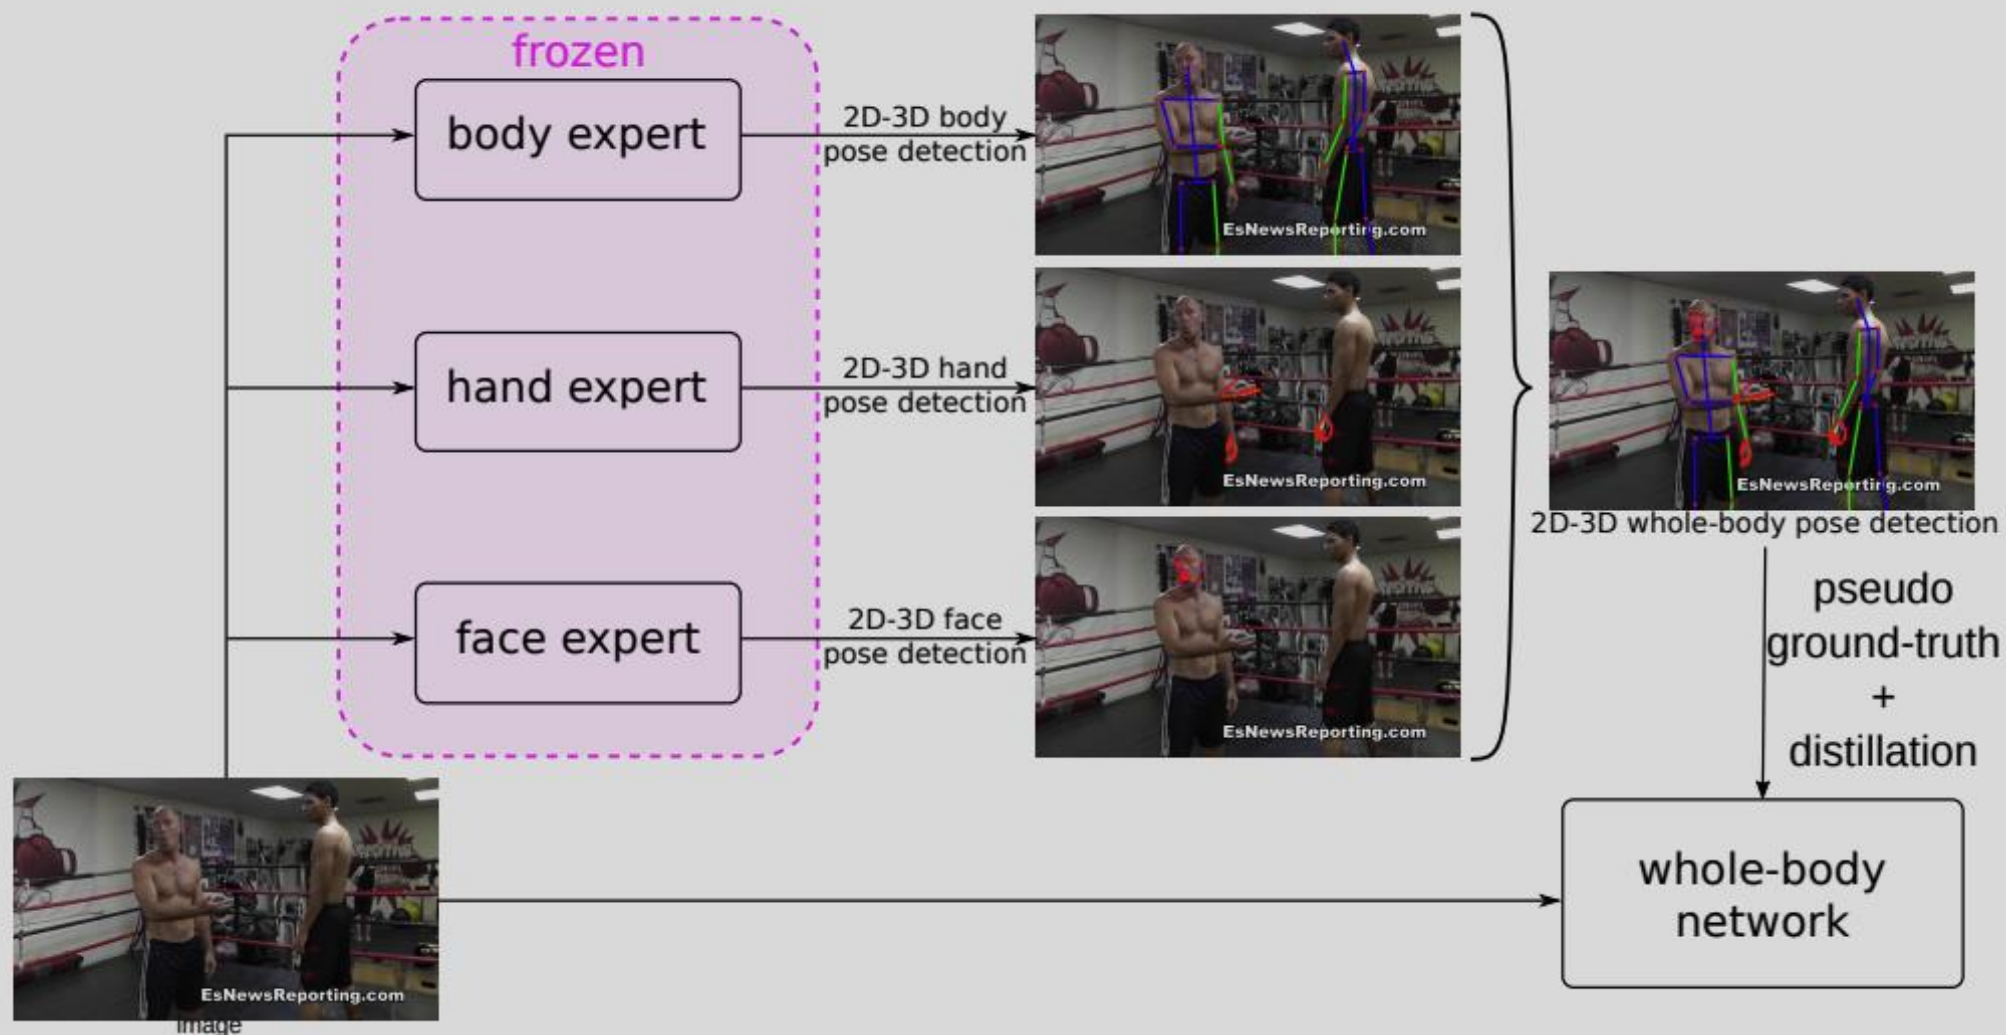 frozen
body expert
2D-3D body
pose detection
EsNewsReporting.com
hand expert
2D-3D hand
pose detection
EsNewsReporting.com
face expert
2D-3D face
pose detection
EsNewsReporting.com
EsNewsReporting.com
2D-3D whole-body pose detection
pseudo
ground-truth
+
distillation
whole-body
network
EsNewsReporting.com
image